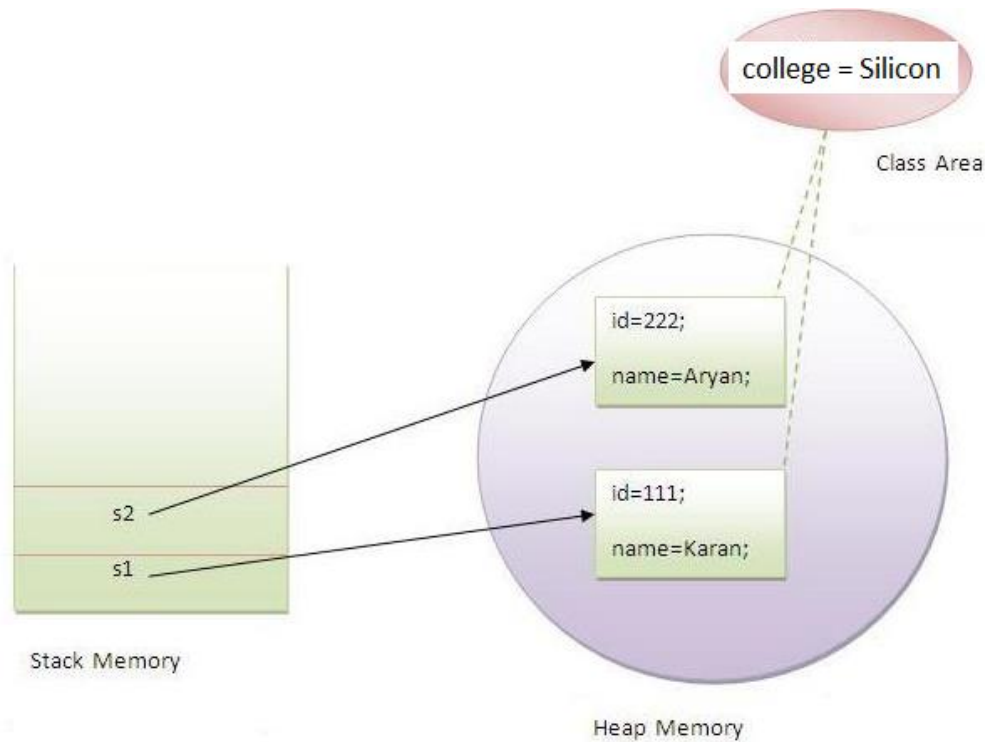 college = Silicon
Class Area
id=222;
name=Aryan;
id=111;
name=Karan;
s2
s1
Stack Memory
Heap Memory